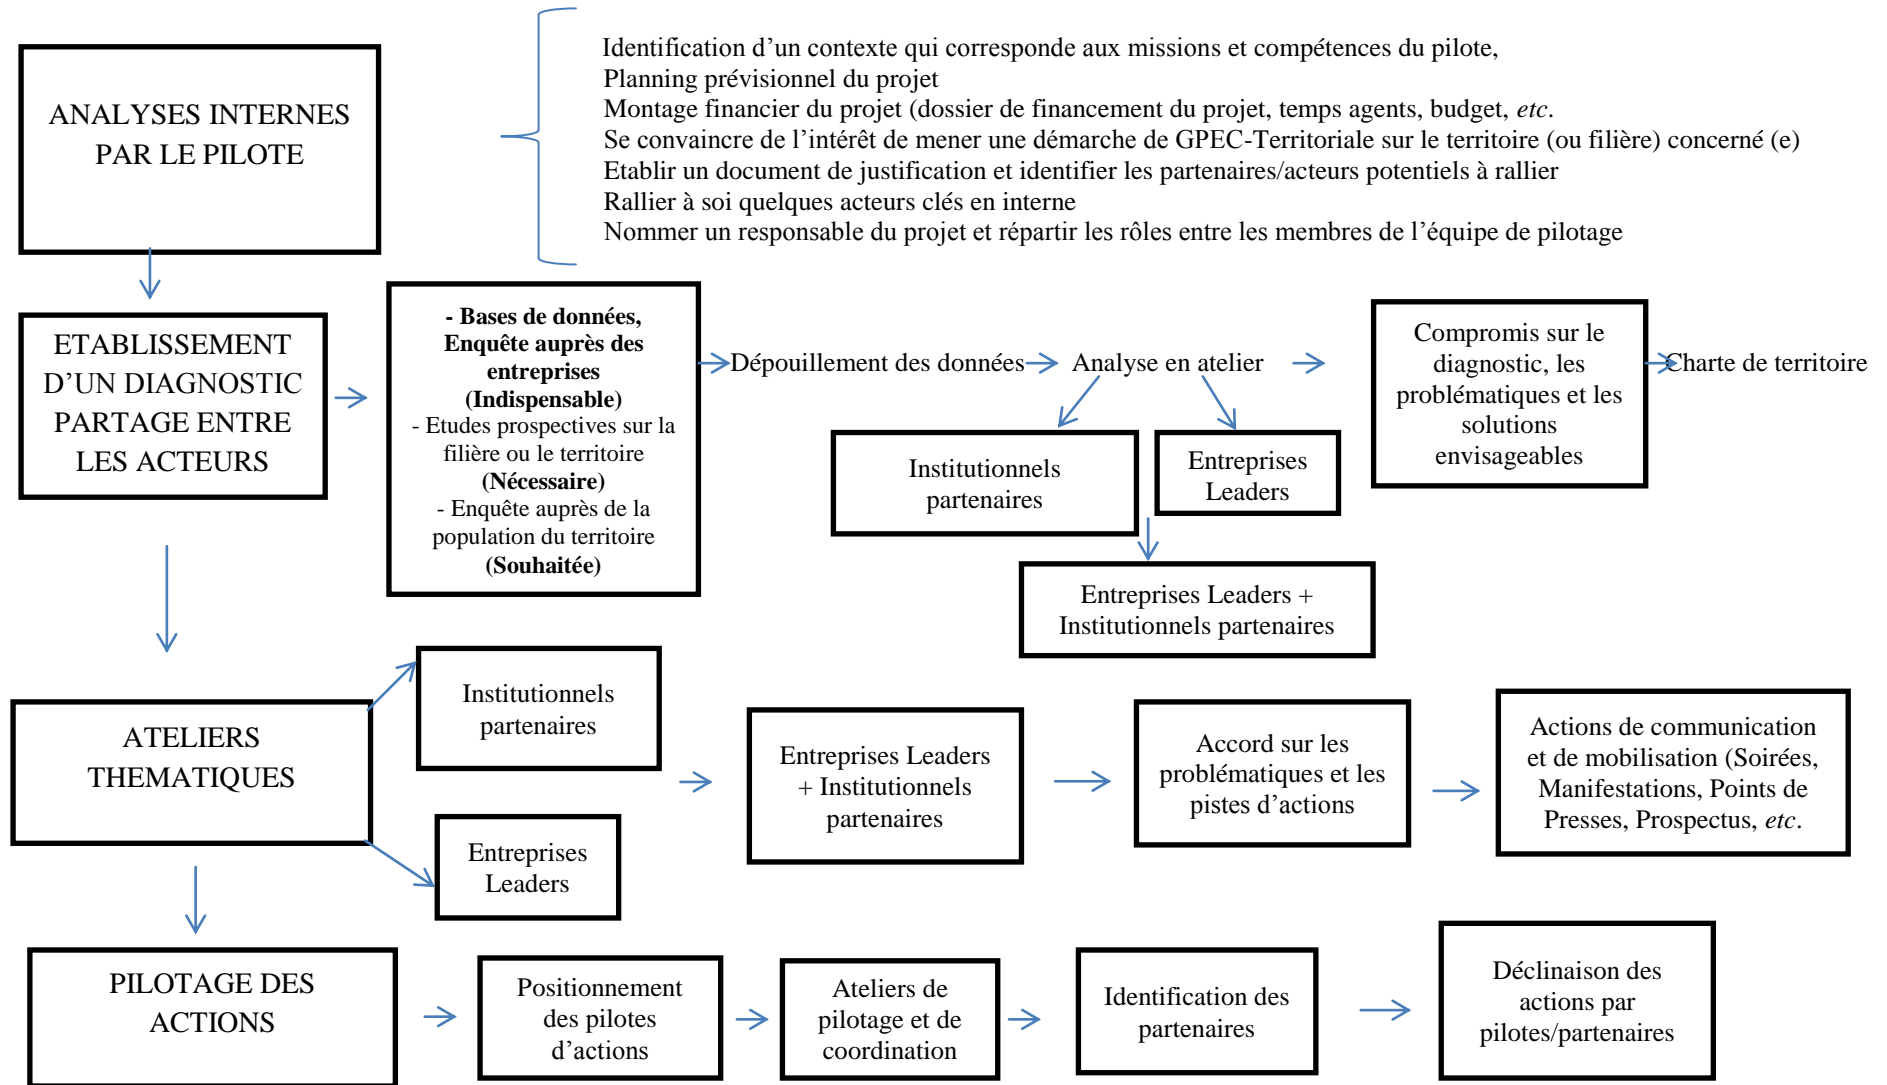 ANALYSES INTERNES
PAR LE PILOTE
Identification d’un contexte qui corresponde aux missions et compétences du pilote,
Planning prévisionnel du projet
Montage financier du projet (dossier de financement du projet, temps agents, budget, etc.
Se convaincre de l’intérêt de mener une démarche de GPEC-Territoriale sur le territoire (ou filière) concerné (e)
Etablir un document de justification et identifier les partenaires/acteurs potentiels à rallier
Rallier à soi quelques acteurs clés en interne
Nommer un responsable du projet et répartir les rôles entre les membres de l’équipe de pilotage
ETABLISSEMENT
D’UN DIAGNOSTIC
PARTAGE ENTRE
LES ACTEURS
- Bases de données,
Enquête auprès des
entreprises
(Indispensable)
- Etudes prospectives sur la
filière ou le territoire
(Nécessaire)
- Enquête auprès de la
population du territoire
(Souhaitée)
Dépouillement des données
Analyse en atelier
Institutionnels
partenaires
Entreprises
Leaders
Entreprises Leaders +
Institutionnels partenaires
Compromis sur le
diagnostic, les
problématiques et les
solutions
envisageables
Charte de territoire
ATELIERS
THEMATIQUES
Institutionnels
partenaires
Entreprises
Leaders
Entreprises Leaders
+ Institutionnels
partenaires
Accord sur les
problématiques et les
pistes d’actions
Actions de communication
et de mobilisation (Soirées,
Manifestations, Points de
Presses, Prospectus, etc.
PILOTAGE DES
ACTIONS
Positionnement
des pilotes
d’actions
Ateliers de
pilotage et de
coordination
Identification des
partenaires
Déclinaison des
actions par
pilotes/partenaires